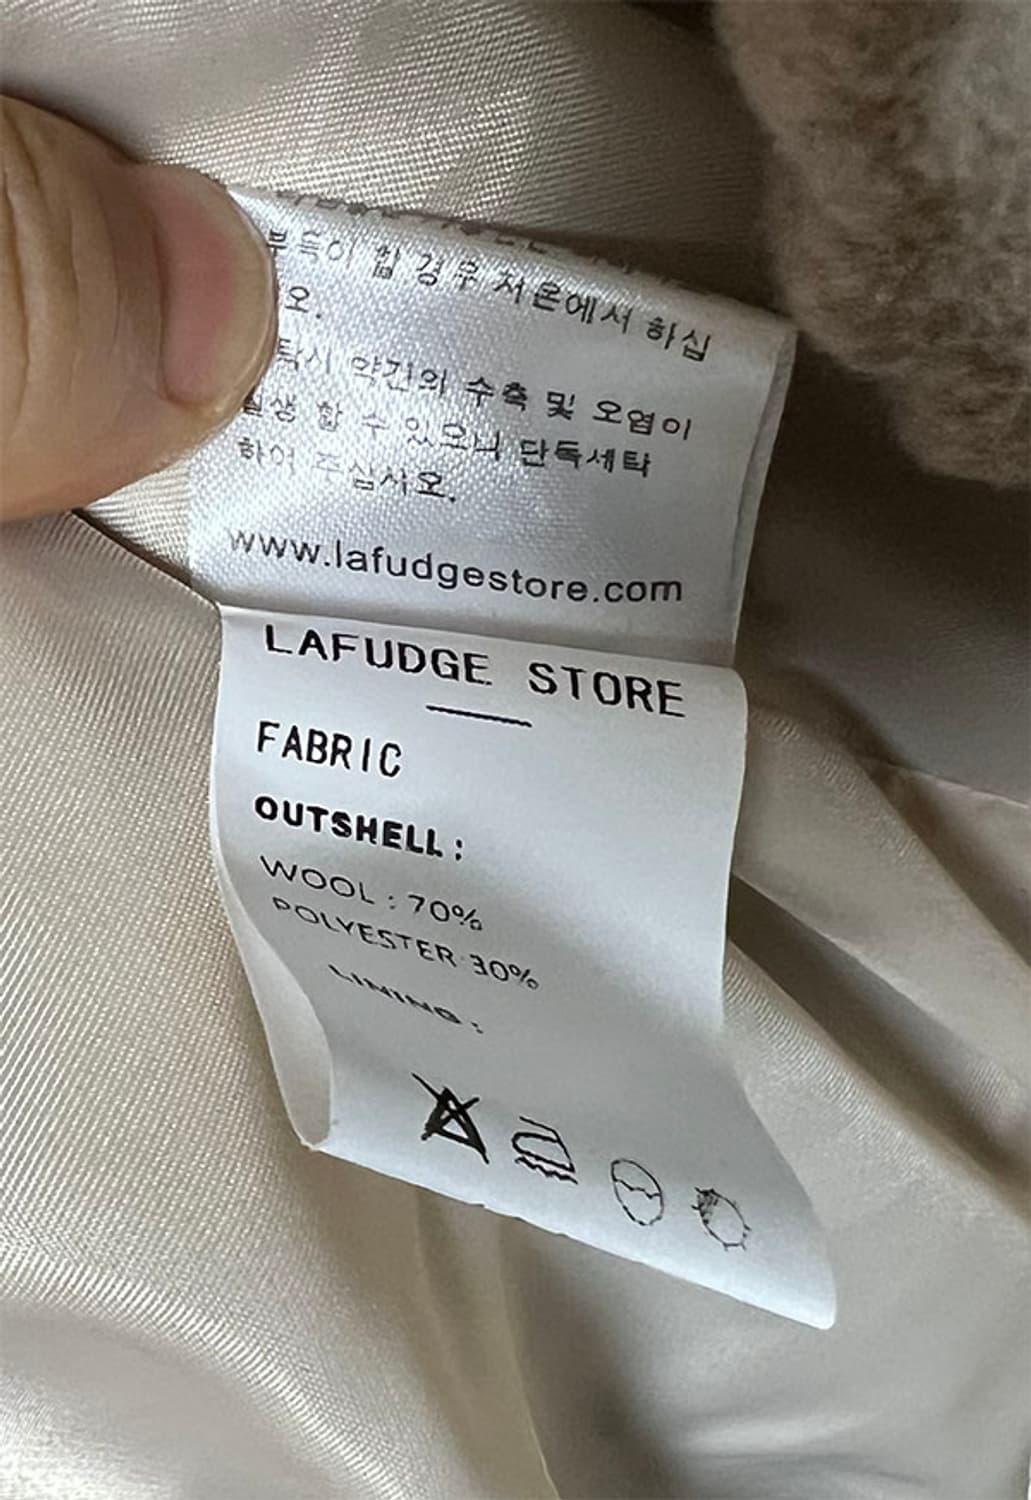 부득이 할 경우 저온에서 하십
오.
탁시 약간의 수축 및 오염이
발생 할 수 있으니 단독세탁
하여 주십시오.
www.lafudgestore.com
LAFUDGE STORE
FABRIC
OUTSHELL:
WOOL: 70%
POLYESTER 30%
LINING: